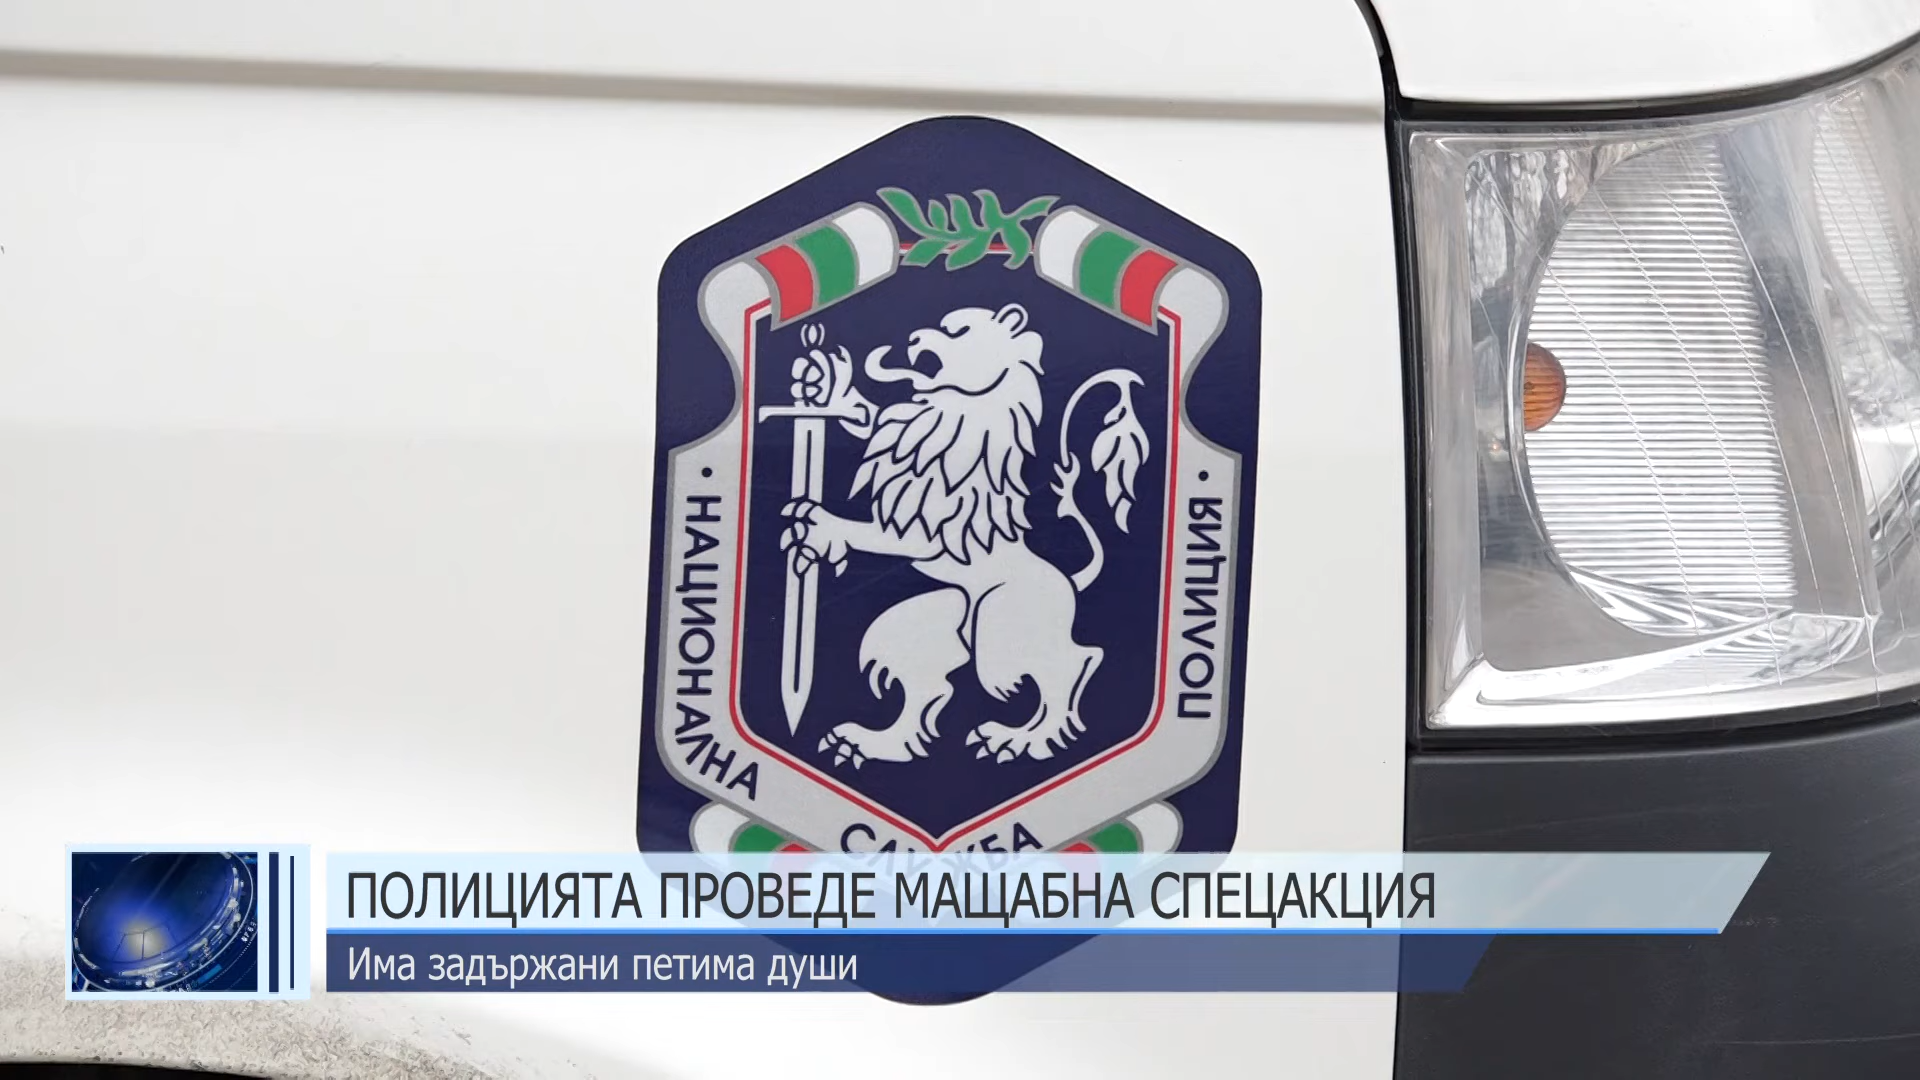 • НАЦИОНАЛНА СЛУЖБА ПОЛИЦИЯ •
ПОЛИЦИЯТА ПРОВЕДЕ МАЩАБНА СПЕЦАКЦИЯ
Има задържани петима души